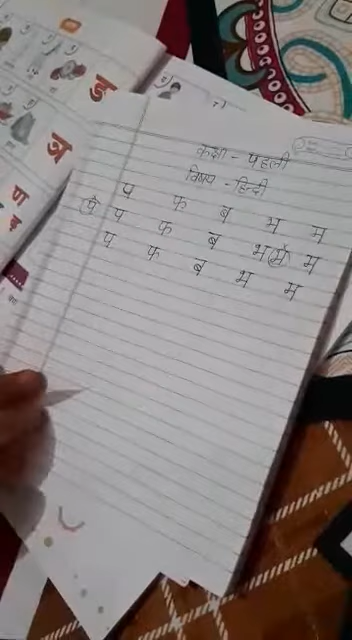 कक्षा - पहली
विषय - हिन्दी
प फ ब भ म
प फ ब भ म
प फ ब भ म
ङ
ञ
ण